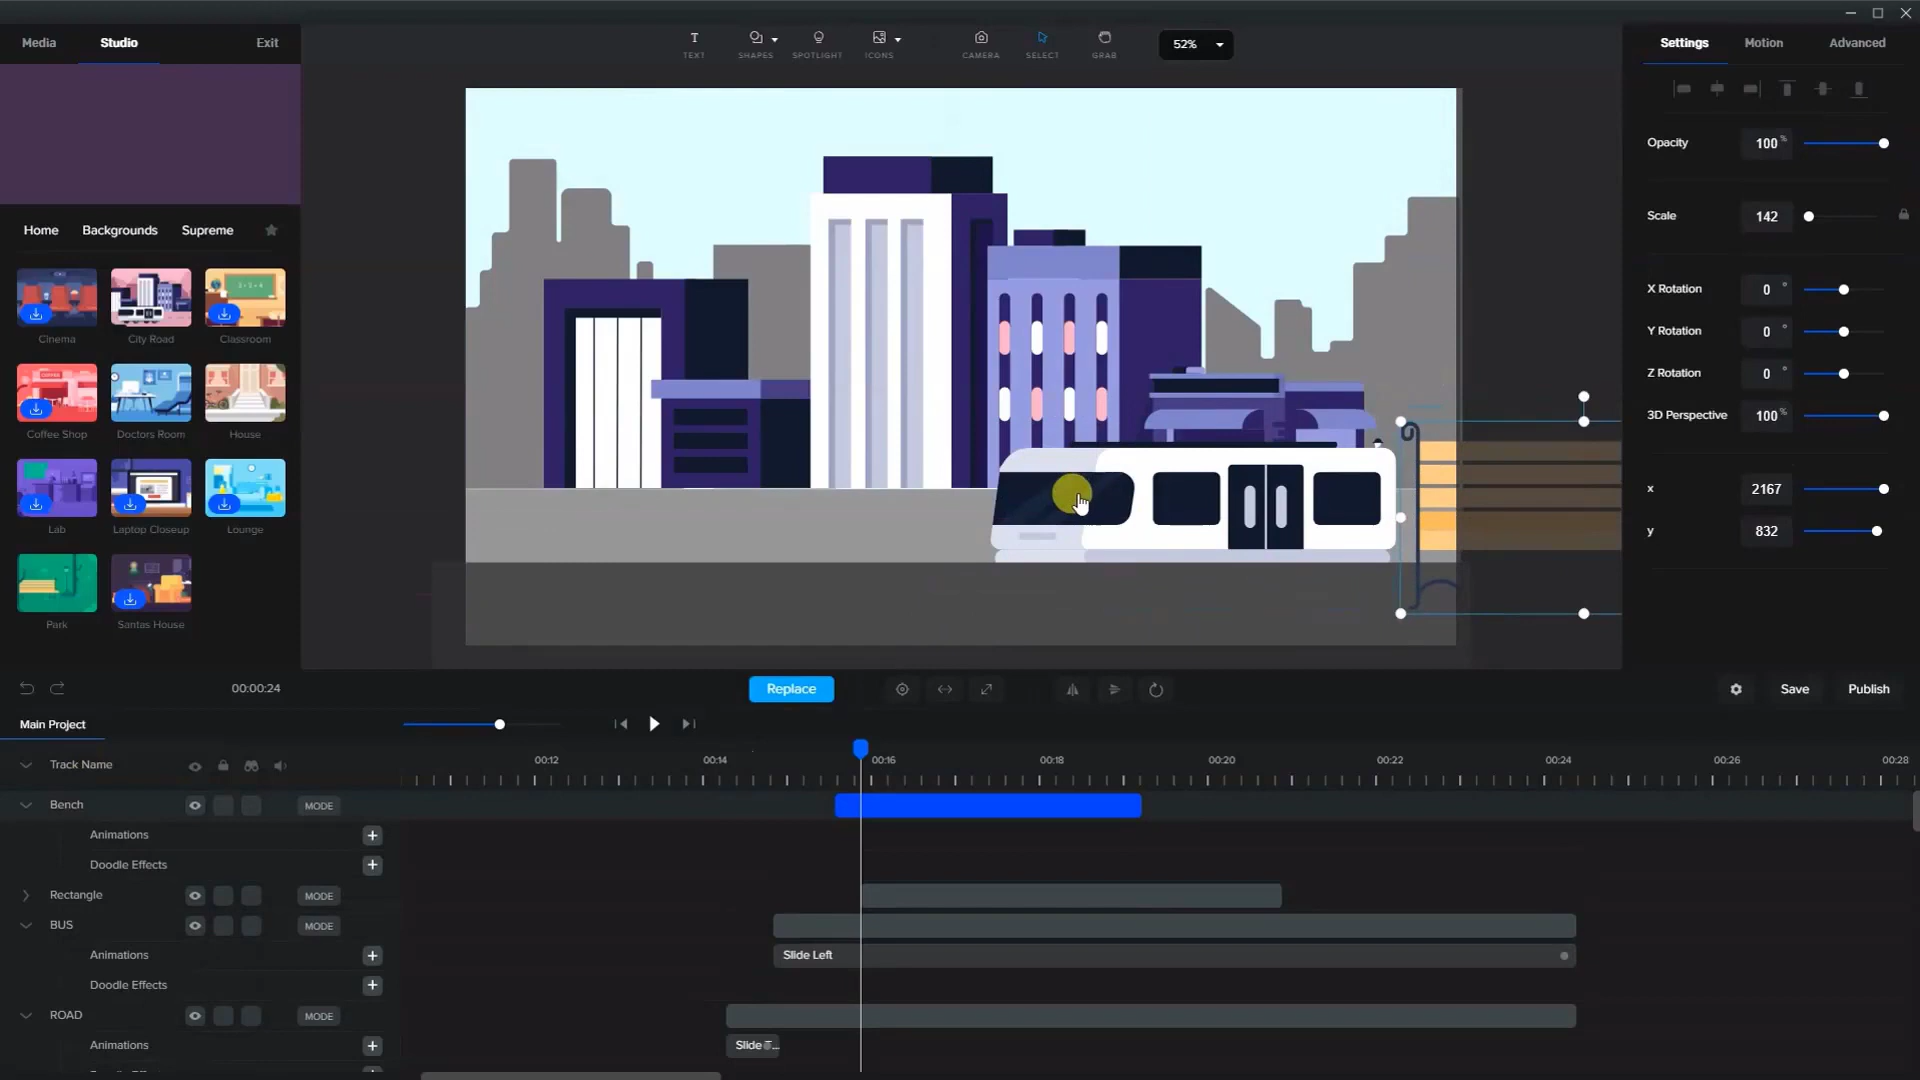 Media
Studio
Exit
TEXT
SHAPES
SPOTLIGHT
ICONS
CAMERA
SELECT
GRAB
52%
Settings
Motion
Advanced
Opacity
100 %
Scale
142
X Rotation
0 °
Y Rotation
0 °
Z Rotation
0 °
3D Perspective
100 %
x
2167
y
832
Home
Backgrounds
Supreme
Cinema
City Road
Classroom
Coffee Shop
Doctors Room
House
Lab
Laptop Closeup
Lounge
Park
Santas House
00:00:24
Replace
Save
Publish
Main Project
Track Name
00:12
00:14
00:16
00:18
00:20
00:22
00:24
00:26
00:28
Bench
MODE
Animations
Doodle Effects
Rectangle
MODE
BUS
MODE
Animations
Slide Left
Doodle Effects
ROAD
MODE
Animations
Slide